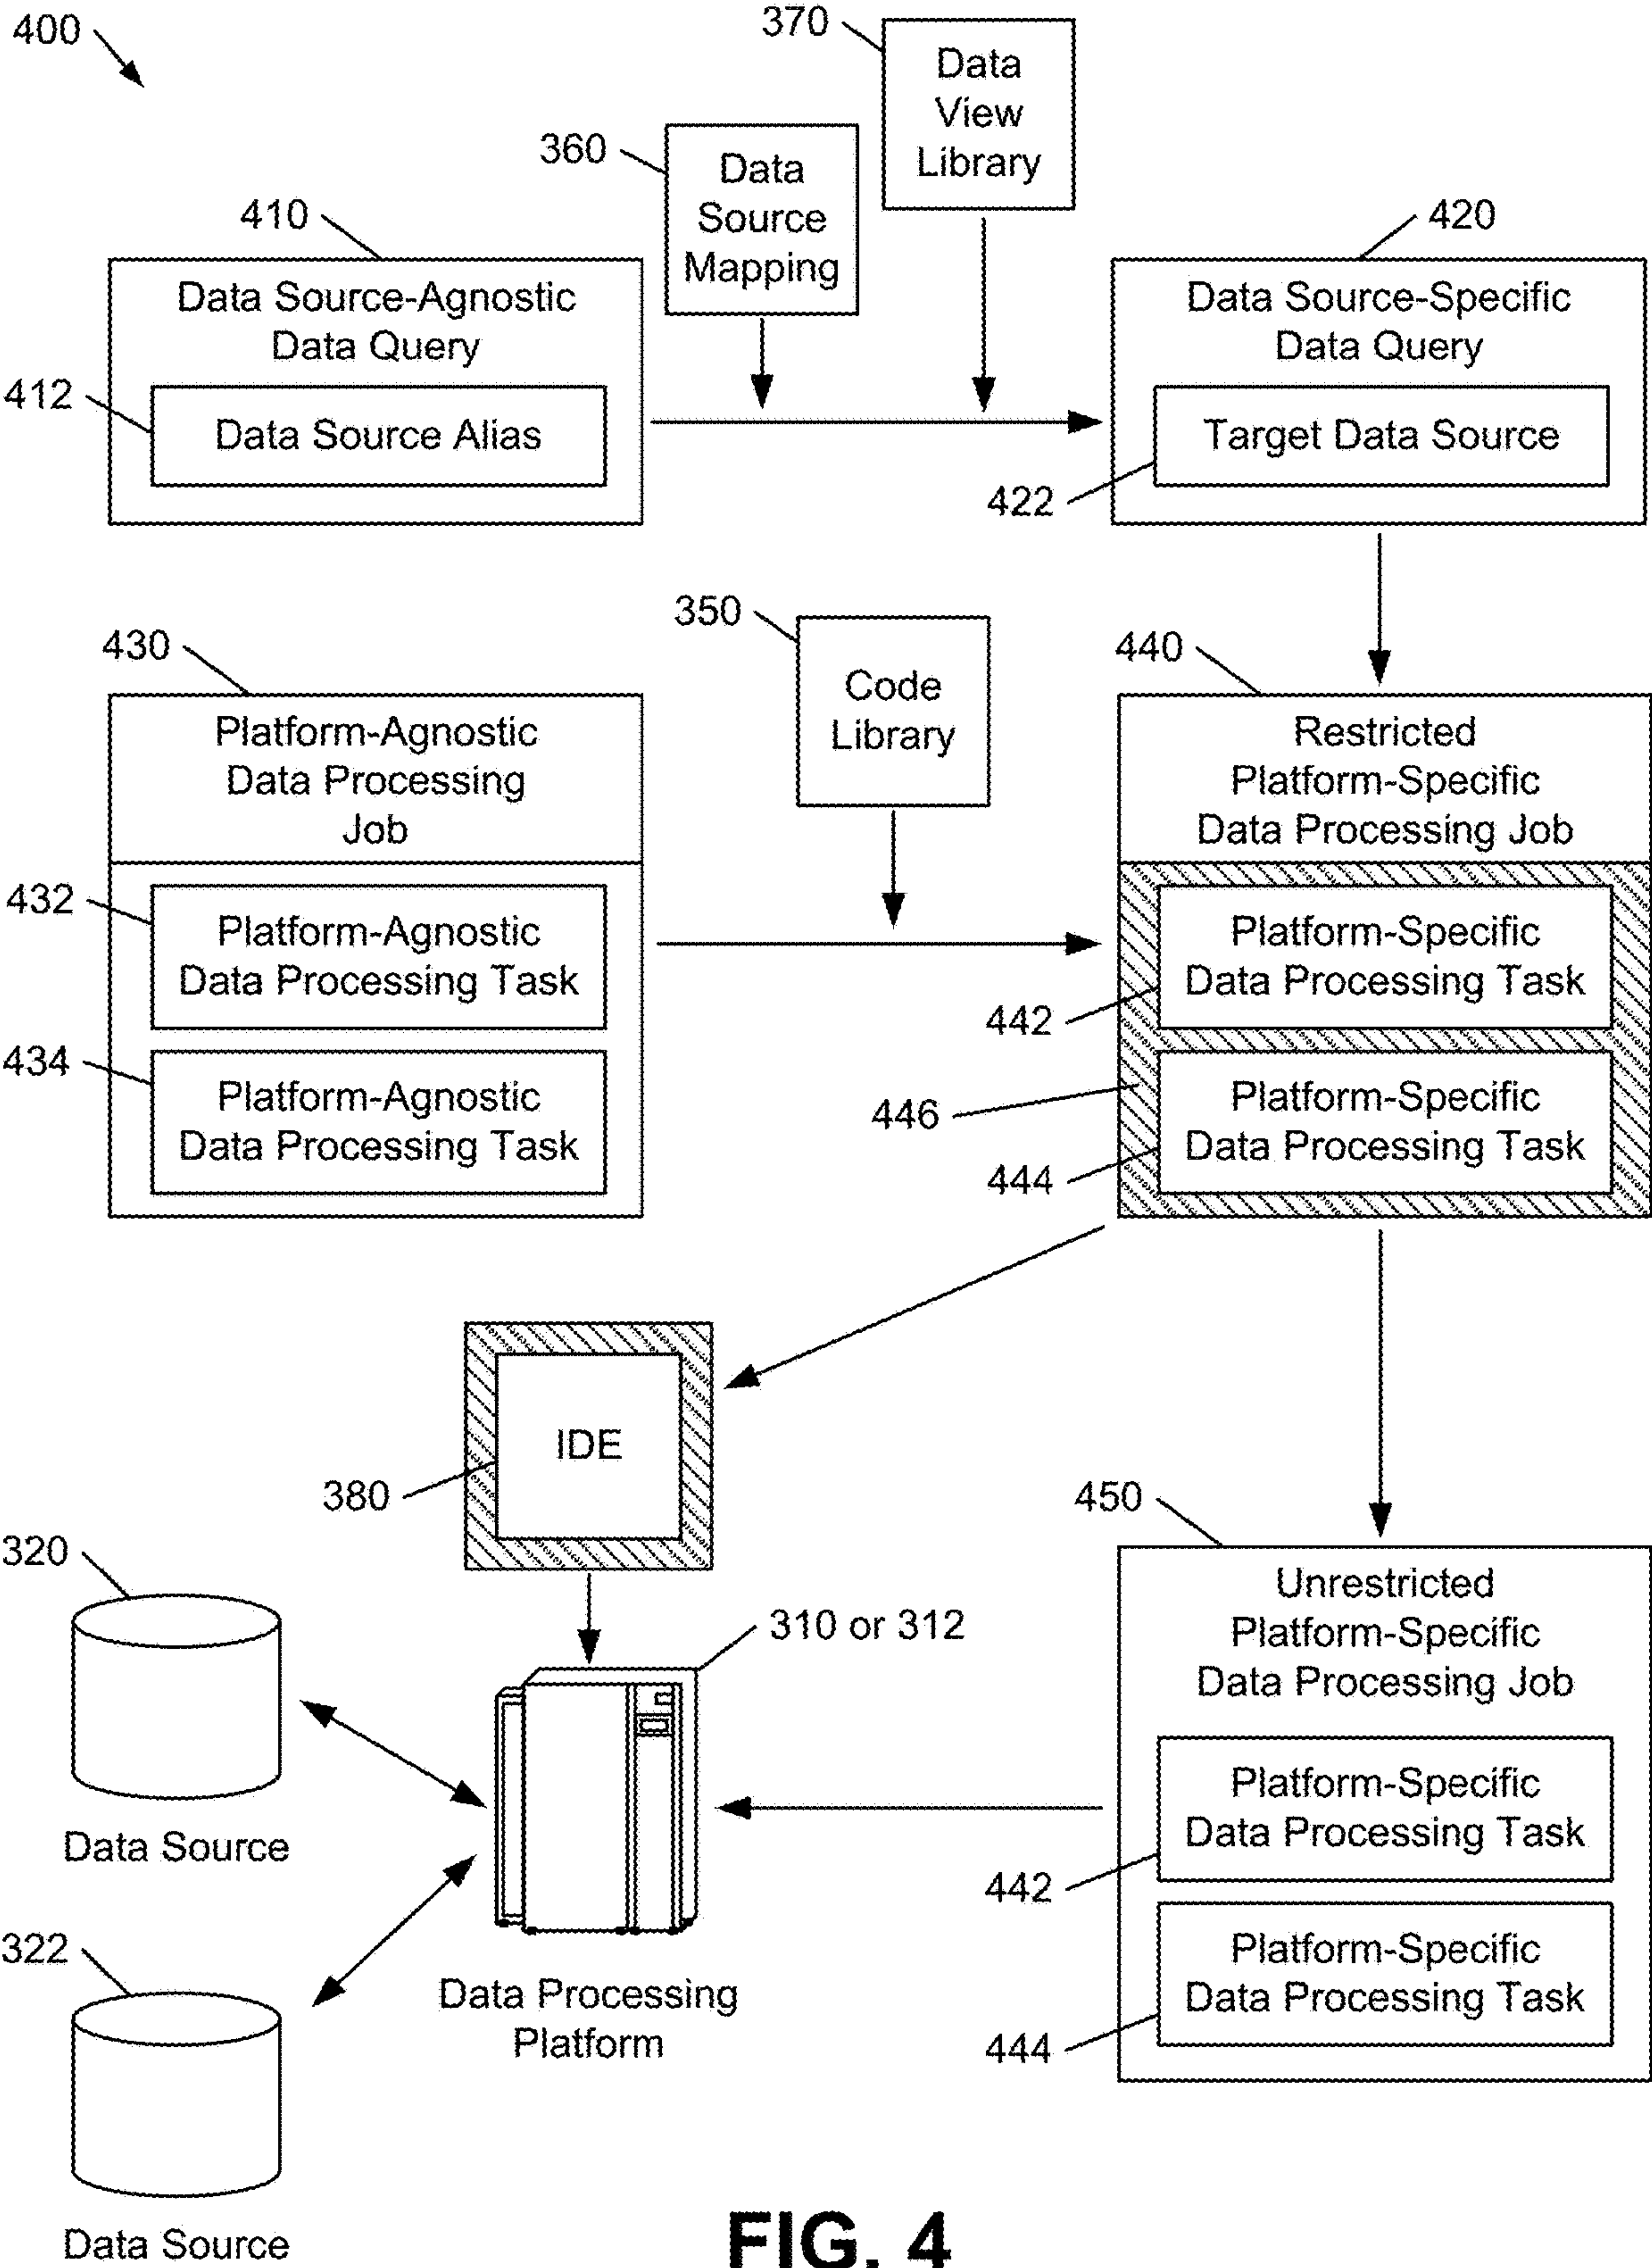 400
370
Data
View
Library
360
Data
Source
Mapping
410
Data Source-Agnostic
Data Query
412
Data Source Alias
420
Data Source-Specific
Data Query
Target Data Source
422
350
Code
Library
430
Platform-Agnostic
Data Processing
Job
432
Platform-Agnostic
Data Processing Task
434
Platform-Agnostic
Data Processing Task
440
Restricted
Platform-Specific
Data Processing Job
Platform-Specific
Data Processing Task
442
446
Platform-Specific
Data Processing Task
444
IDE
380
320
Data Source
322
Data Source
310 or 312
Data Processing
Platform
450
Unrestricted
Platform-Specific
Data Processing Job
Platform-Specific
Data Processing Task
442
Platform-Specific
Data Processing Task
444
FIG. 4